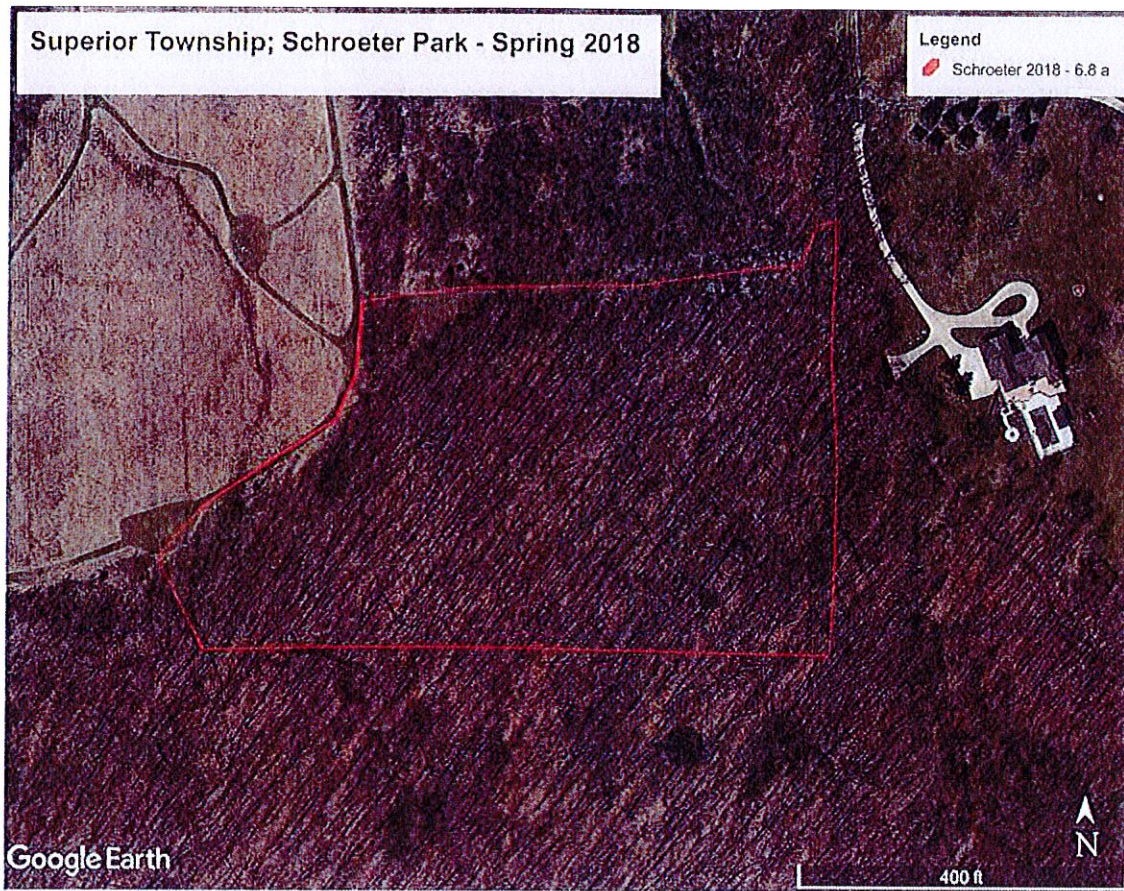 Superior Township; Schroeter Park - Spring 2018
Legend
Schroeter 2018 - 6.8 a
Google Earth
N
400 ft